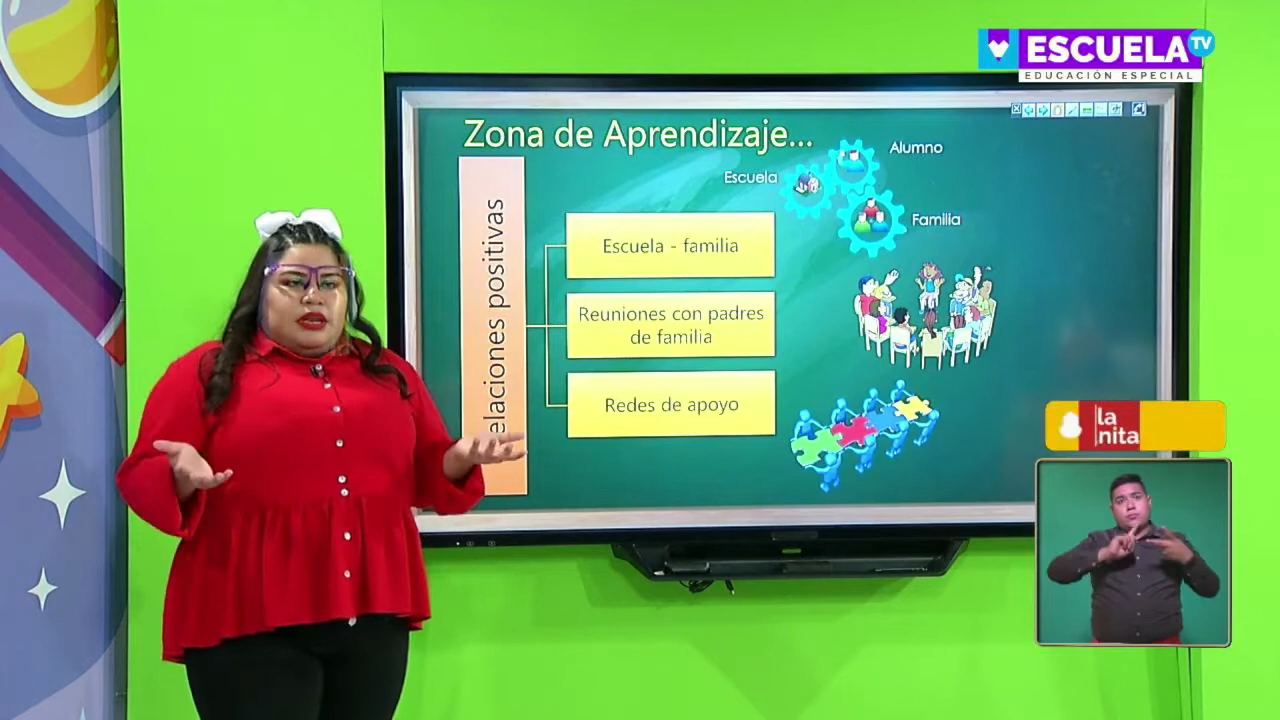 ESCUELA TV
EDUCACIÓN ESPECIAL
Zona de Aprendizaje...
Alumno
Escuela
Familia
elaciones positivas
Escuela - familia
Reuniones con padres
de familia
Redes de apoyo
la
nita